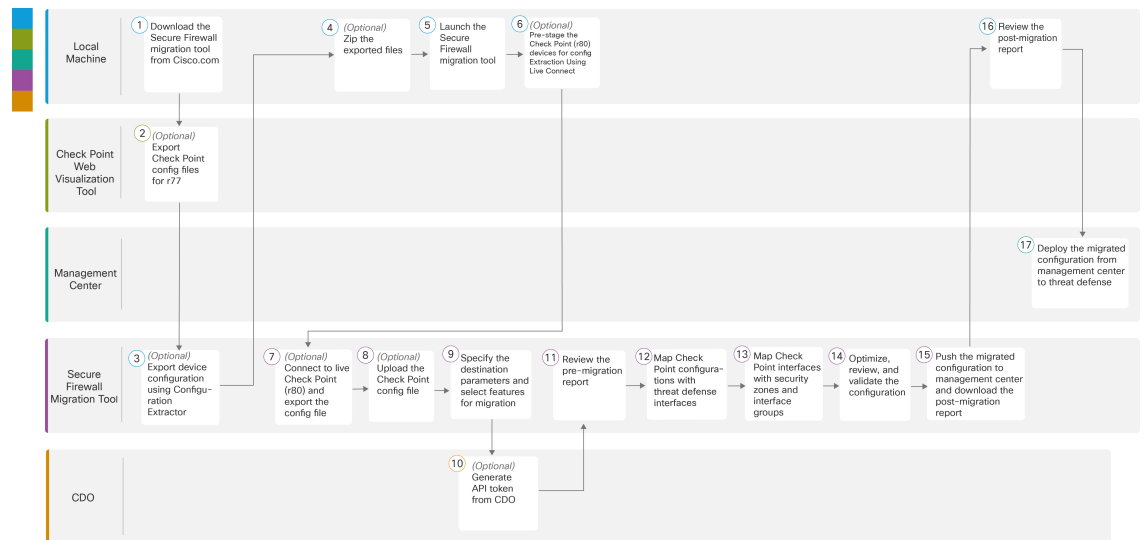 Local
Machine
1
Download the
Secure Firewall
migration tool
from Cisco.com
4
(Optional)
Zip the
exported files
5
Launch the
Secure
Firewall
migration tool
6
(Optional)
Pre-stage the
Check Point (r80)
devices for config
Extraction Using
Live Connect
16
Review the
post-migration
report
Check Point
Web
Visualization
Tool
2
(Optional)
Export
Check Point
config files
for r77
Management
Center
17
Deploy the migrated
configuration from
management center
to threat defense
Secure
Firewall
Migration Tool
3
(Optional)
Export device
configuration
using Configu-
ration
Extractor
7
(Optional)
Connect to live
Check Point
(r80) and
export the
config file
8
(Optional)
Upload the
Check Point
config file
9
Specify the
destination
parameters and
select features
for migration
11
Review the
pre-migration
report
12
Map Check
Point configura-
tions with
threat defense
interfaces
13
Map Check
Point interfaces
with security
zones and
interface
groups
14
Optimize,
review, and
validate the
configuration
15
Push the migrated
configuration to
management center
and download the
post-migration
report
CDO
10
(Optional)
Generate
API token
from CDO